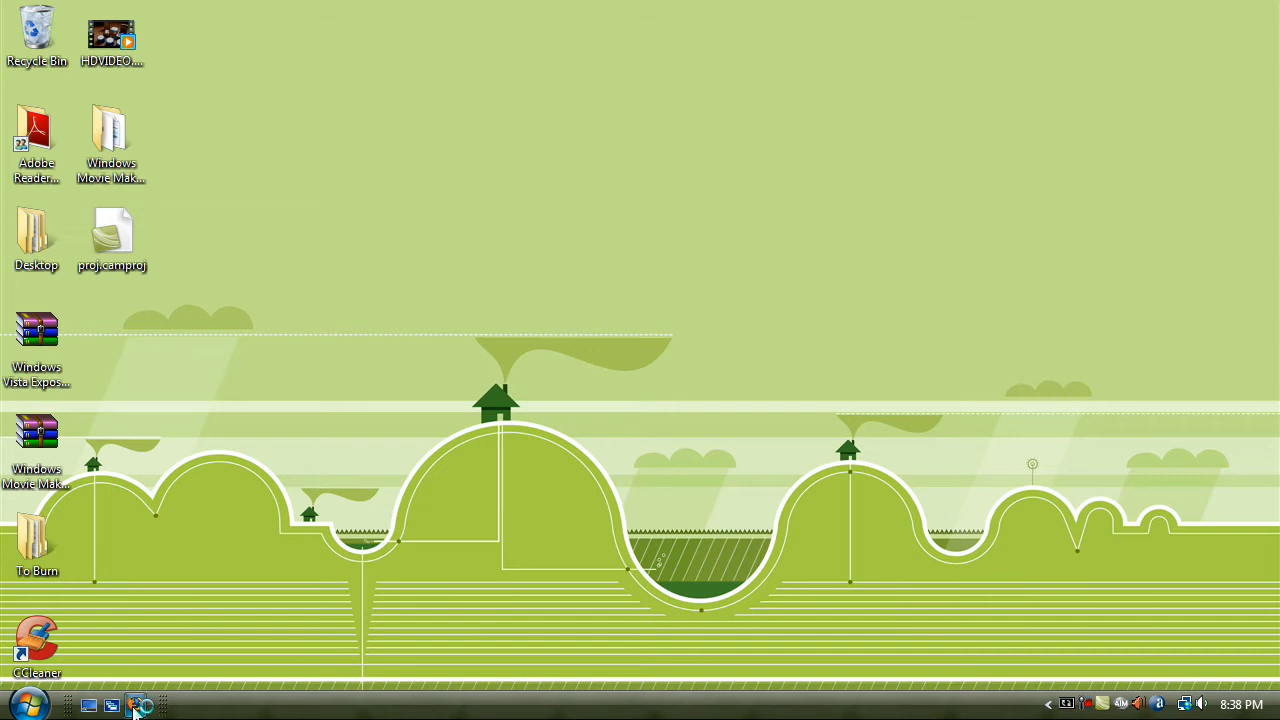 Recycle Bin
HDVIDEO....
Adobe
Reader...
Windows
Movie Mak...
Desktop
proj.camproj
Windows
Vista Expos...
Windows
Movie Mak...
To Burn
CCleaner
AIM
a
8:38 PM